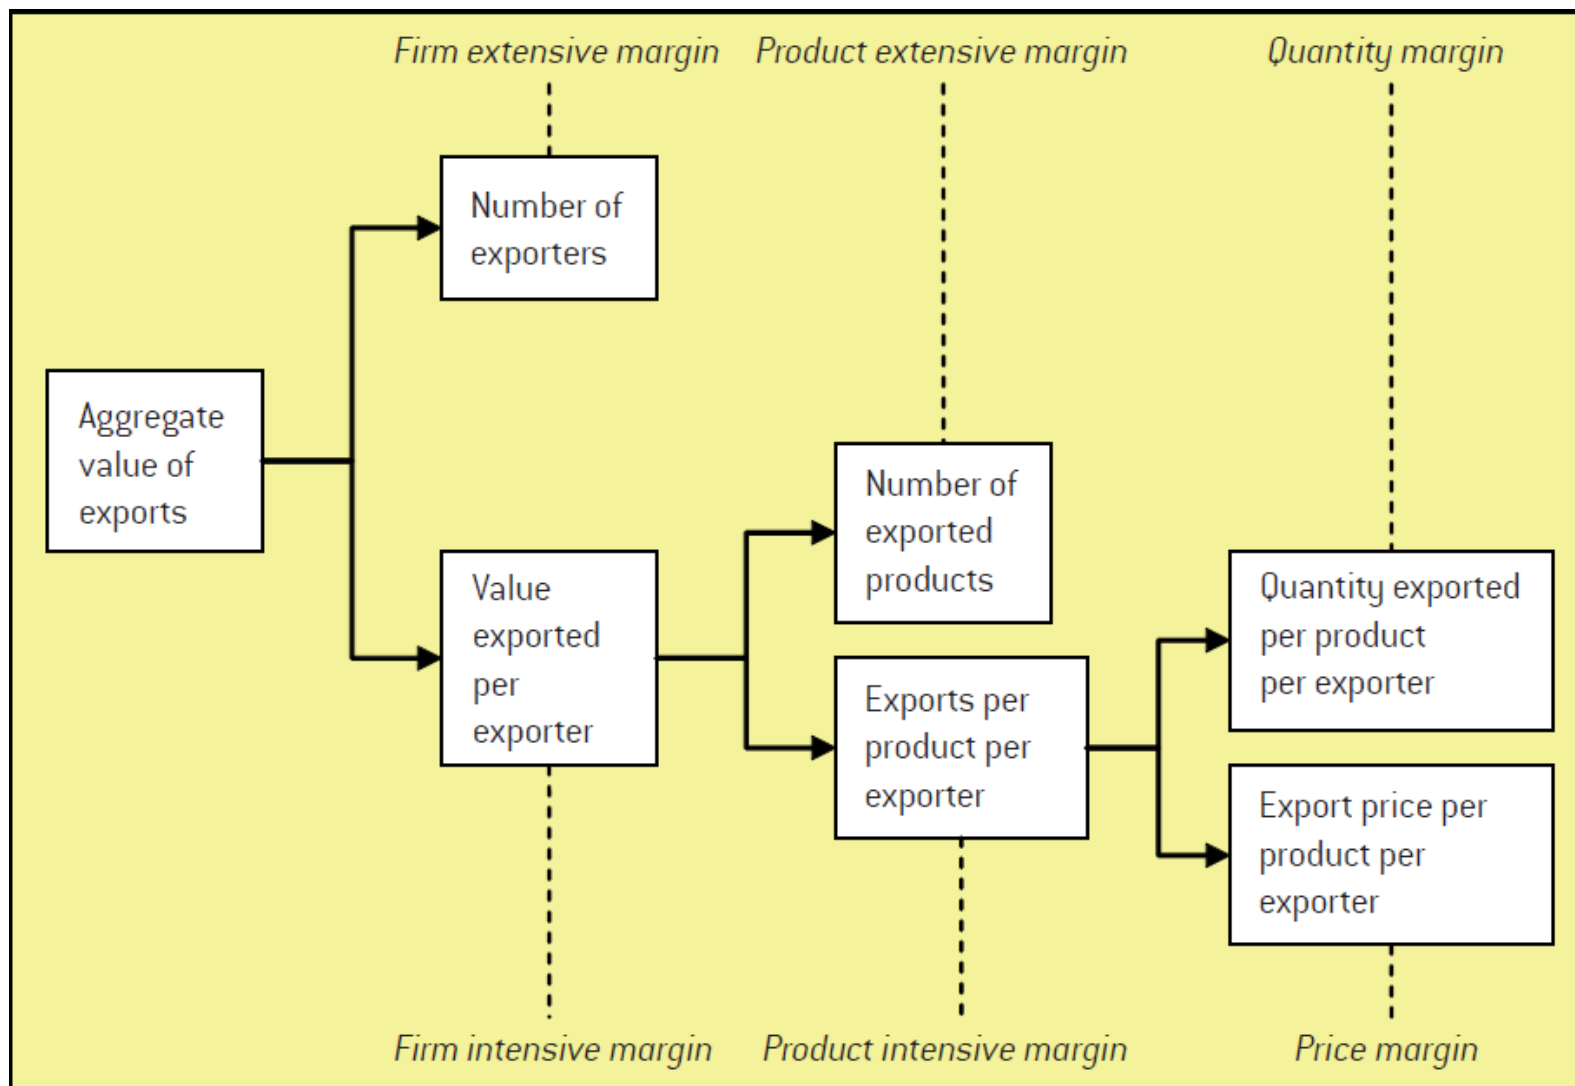 Firm extensive margin
Product extensive margin
Quantity margin
Number of
exporters
Aggregate
value of
exports
Value
exported
per
exporter
Number of
exported
products
Exports per
product per
exporter
Quantity exported
per product
per exporter
Export price per
product per
exporter
Firm intensive margin
Product intensive margin
Price margin